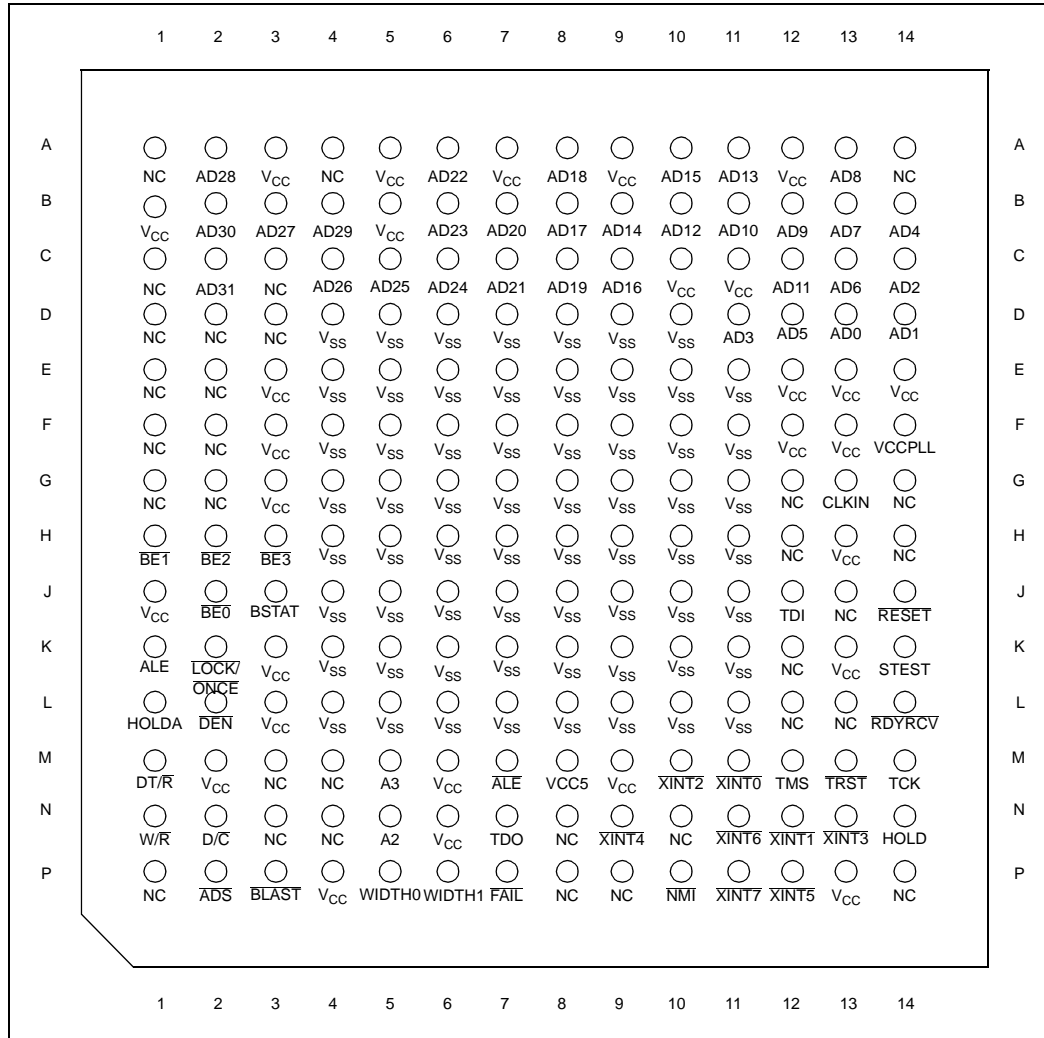 1 2 3 4 5 6 7 8 9 10 11 12 13 14
A A
NC AD28 VCC NC VCC AD22 VCC AD18 VCC AD15 AD13 VCC AD8 NC
B B
VCC AD30 AD27 AD29 VCC AD23 AD20 AD17 AD14 AD12 AD10 AD9 AD7 AD4
C C
NC AD31 NC AD26 AD25 AD24 AD21 AD19 AD16 VCC VCC AD11 AD6 AD2
D D
NC NC NC VSS VSS VSS VSS VSS VSS VSS AD3 AD5 AD0 AD1
E E
NC NC VCC VSS VSS VSS VSS VSS VSS VSS VSS VCC VCC VCC
F F
NC NC VCC VSS VSS VSS VSS VSS VSS VSS VSS VCC VCC VCCPLL
G G
NC NC VCC VSS VSS VSS VSS VSS VSS VSS VSS NC CLKIN NC
H H
BE1 BE2 BE3 VSS VSS VSS VSS VSS VSS VSS VSS NC VCC NC
J J
VCC BE0 BSTAT VSS VSS VSS VSS VSS VSS VSS VSS TDI NC RESET
K K
ALE LOCK/ VCC VSS VSS VSS VSS VSS VSS VSS VSS NC VCC STEST
ONCE
L L
HOLDA DEN VCC VSS VSS VSS VSS VSS VSS VSS VSS NC NC RDYRCV
M M
DT/R VCC NC NC A3 VCC ALE VCC5 VCC XINT2 XINT0 TMS TRST TCK
N N
W/R D/C NC NC A2 VCC TDO NC XINT4 NC XINT6 XINT1 XINT3 HOLD
P P
NC ADS BLAST VCC WIDTH0 WIDTH1 FAIL NC NC NMI XINT7 XINT5 VCC NC
1 2 3 4 5 6 7 8 9 10 11 12 13 14